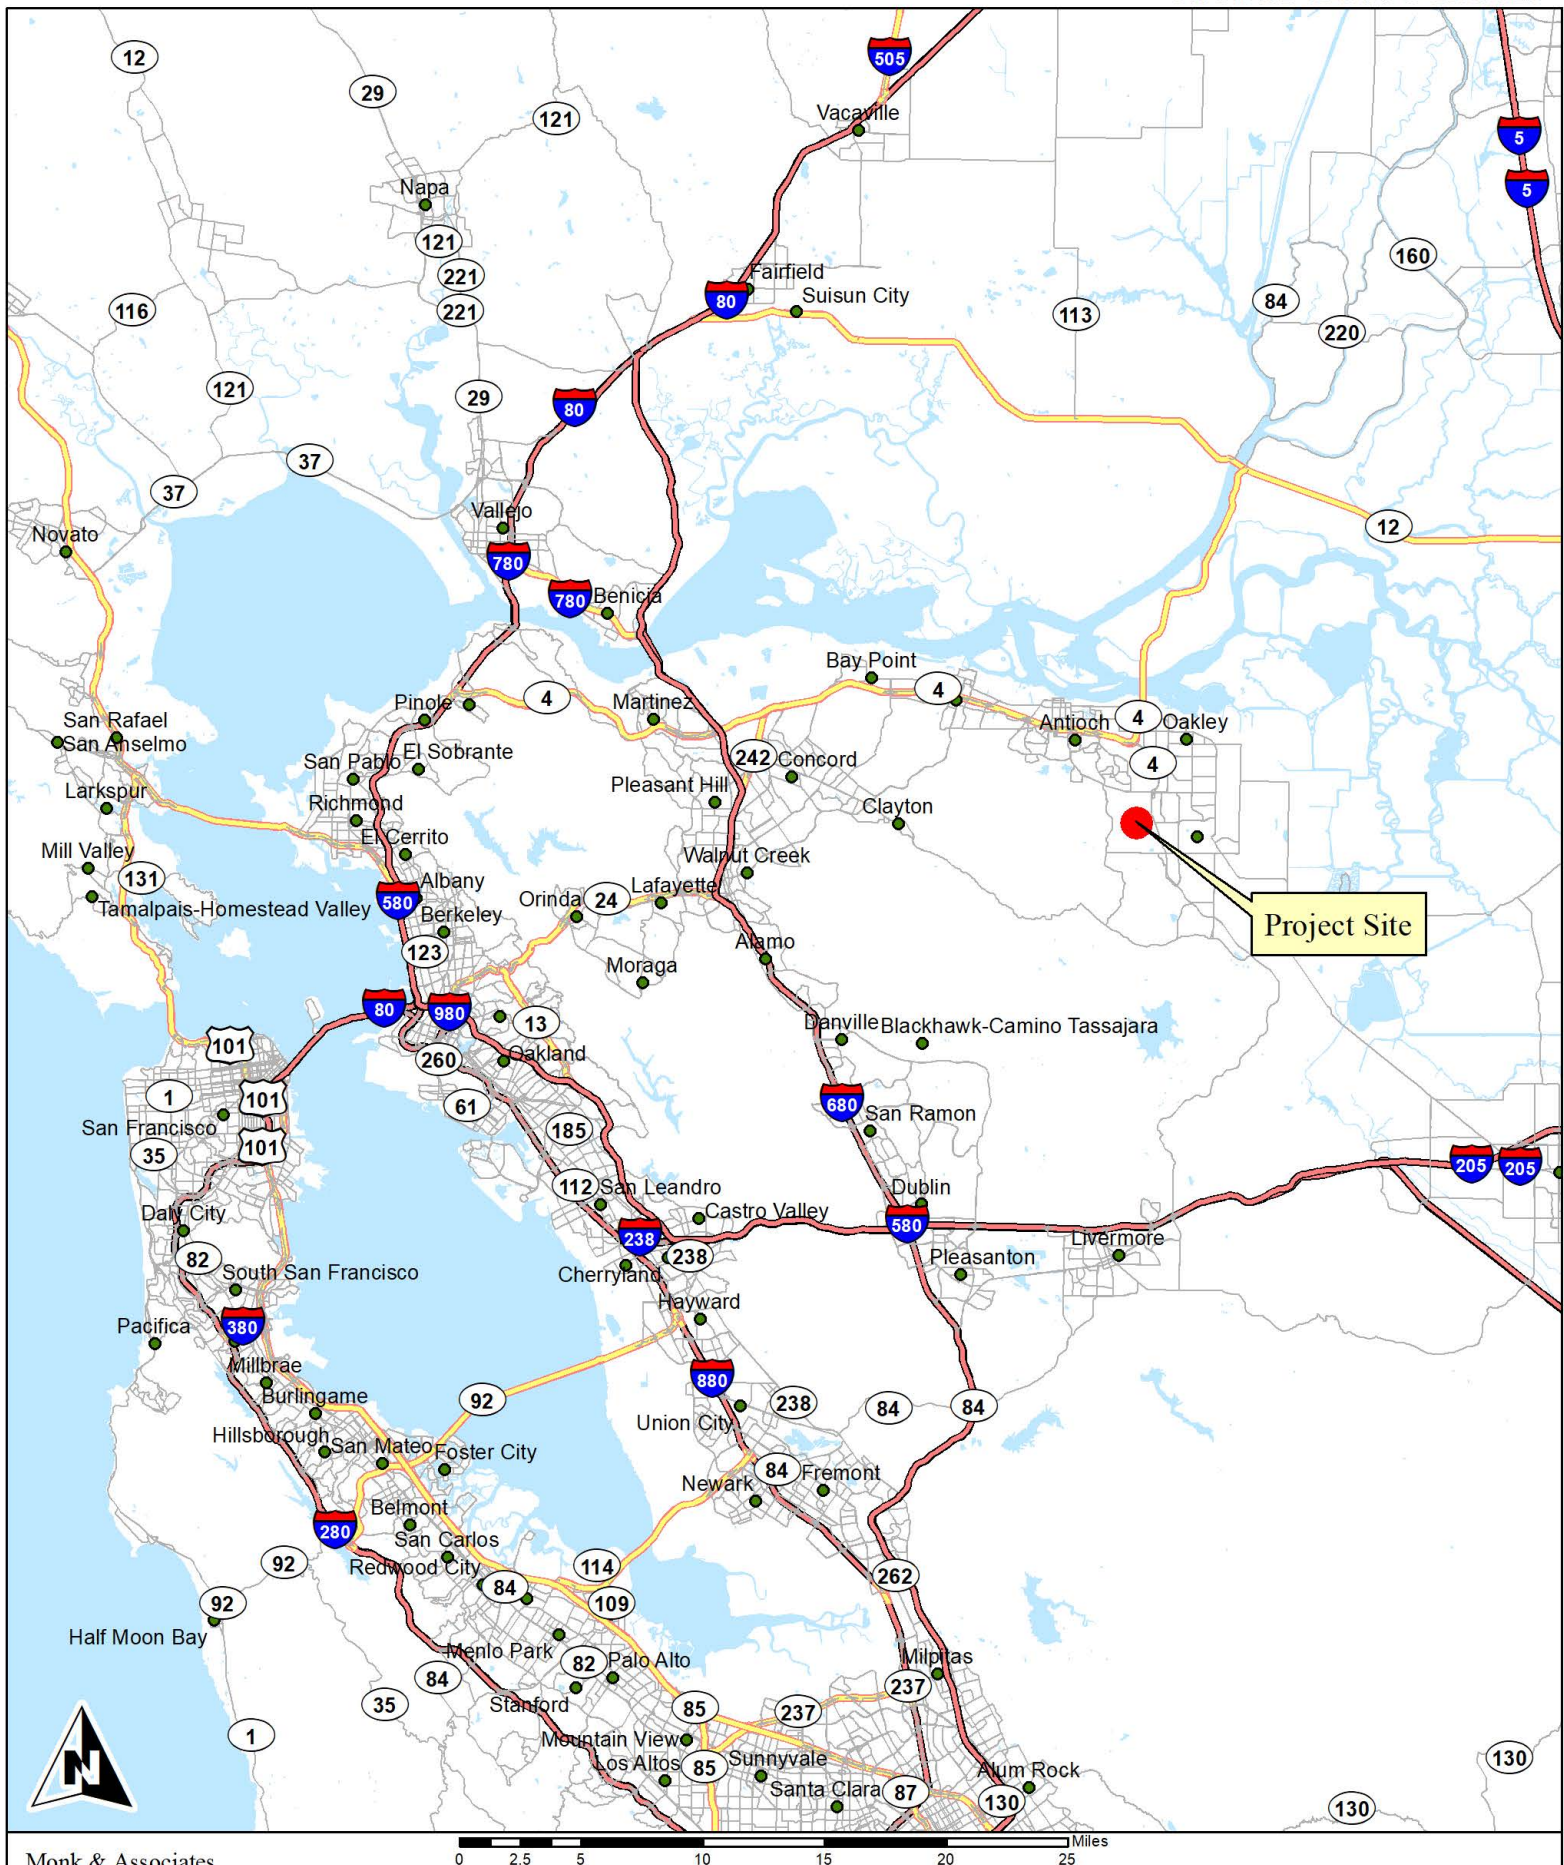 505
12
29
Vacaville
121
5
5
Napa
121
160
221
Fairfield
80
Suisun City
84
116
221
113
220
121
29
80
37
37
Vallejo
12
Novato
780
780
Benicia
Bay Point
4
Pinole
4
Martinez
San Rafael
Antioch
4
Oakley
San Anselmo
El Sobrante
242
Concord
4
San Pablo
Pleasant Hill
Larkspur
Richmond
Clayton
El Cerrito
Mill Valley
Walnut Creek
131
Albany
Lafayette
580
Orinda
24
Tamalpais-Homestead Valley
Berkeley
Project Site
123
Alamo
Moraga
80
980
13
Danville
Blackhawk-Camino Tassajara
101
260
Oakland
1
101
61
680
San Ramon
San Francisco
185
101
35
205
205
112
San Leandro
Dublin
Daly City
Castro Valley
580
238
Livermore
82
238
Pleasanton
South San Francisco
Cherryland
Hayward
Pacifica
380
Millbrae
880
Burlingame
92
238
84
84
Union City
Hillsborough
San Mateo
Foster City
84
Fremont
Newark
Belmont
280
San Carlos
92
Redwood City
114
262
84
92
109
Half Moon Bay
Menlo Park
82
Palo Alto
Milpitas
84
237
35
Stanford
85
237
1
Mountain View
N
Los Altos
85
Sunnyvale
130
Alum Rock
Santa Clara
87
130
130
Miles
0 2.5 5 10 15 20 25
Monk & Associates